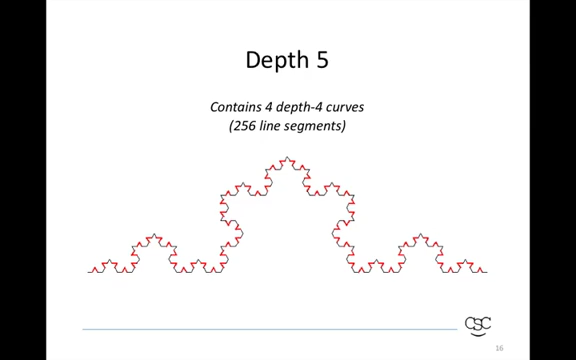 Depth 5
Contains 4 depth-4 curves
(256 line segments)
CSC
16